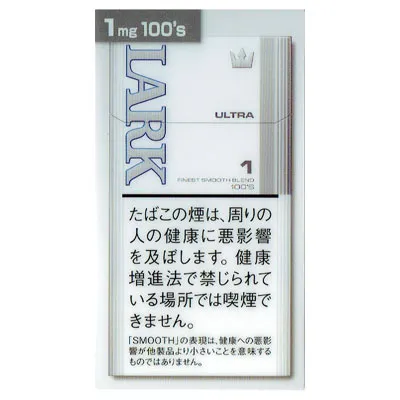 1mg 100's
LARK
ULTRA
1
FINEST SMOOTH BLEND
100'S
たばこの煙は、周りの
人の健康に悪影響
を及ぼします。健康
増進法で禁じられて
いる場所では喫煙で
きません。
「SMOOTH」の表現は、健康への悪影
響が他製品より小さいことを意味する
ものではありません。